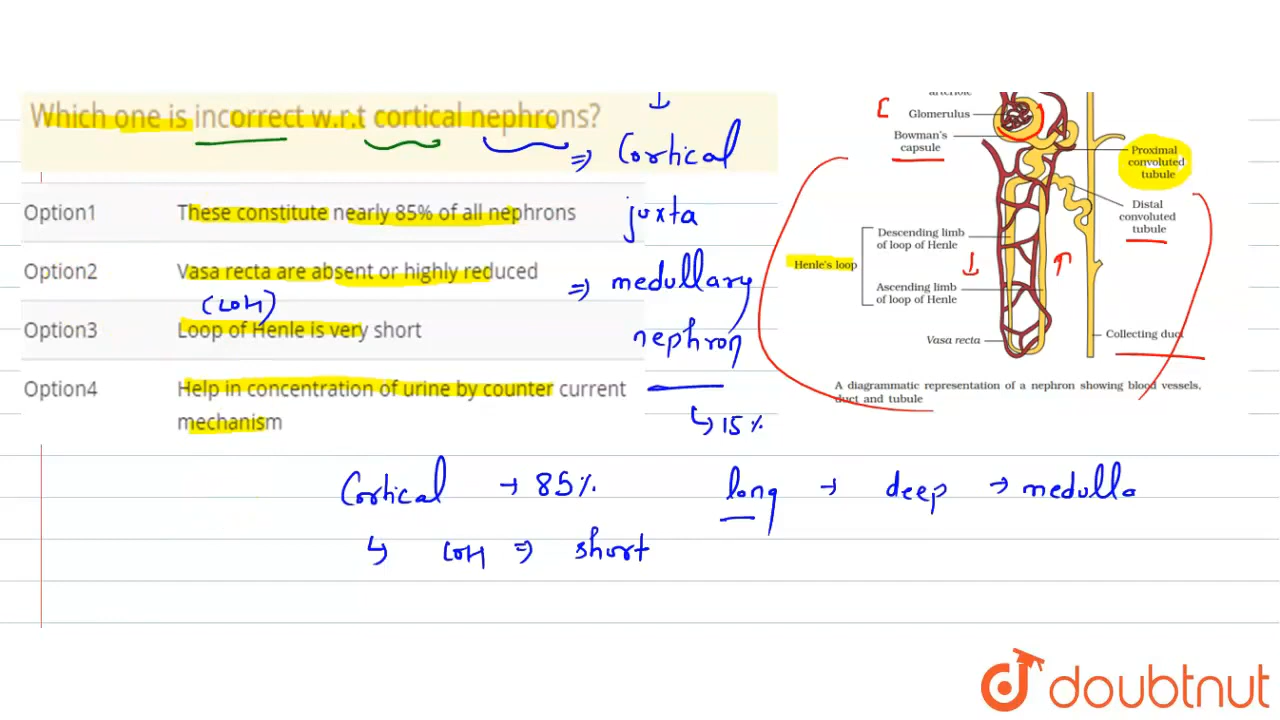 Which one is incorrect w.r.t cortical nephrons?
Option1 These constitute nearly 85% of all nephrons
Option2 Vasa recta are absent or highly reduced
(LOH)
Option3 Loop of Henle is very short
Option4 Help in concentration of urine by counter current
mechanism
↓
⇒ Cortical
juxta
⇒ medullary
nephron
↳ 15%
arteriole
Glomerulus
Bowman's
capsule
Proximal
convoluted
tubule
Distal
convoluted
tubule
Descending limb
of loop of Henle
Henle's loop
Ascending limb
of loop of Henle
Vasa recta
Collecting duct
A diagrammatic representation of a nephron showing blood vessels,
duct and tubule
Cortical → 85%.
↳ LOH ⇒ short
long → deep → medulla
doubtnut